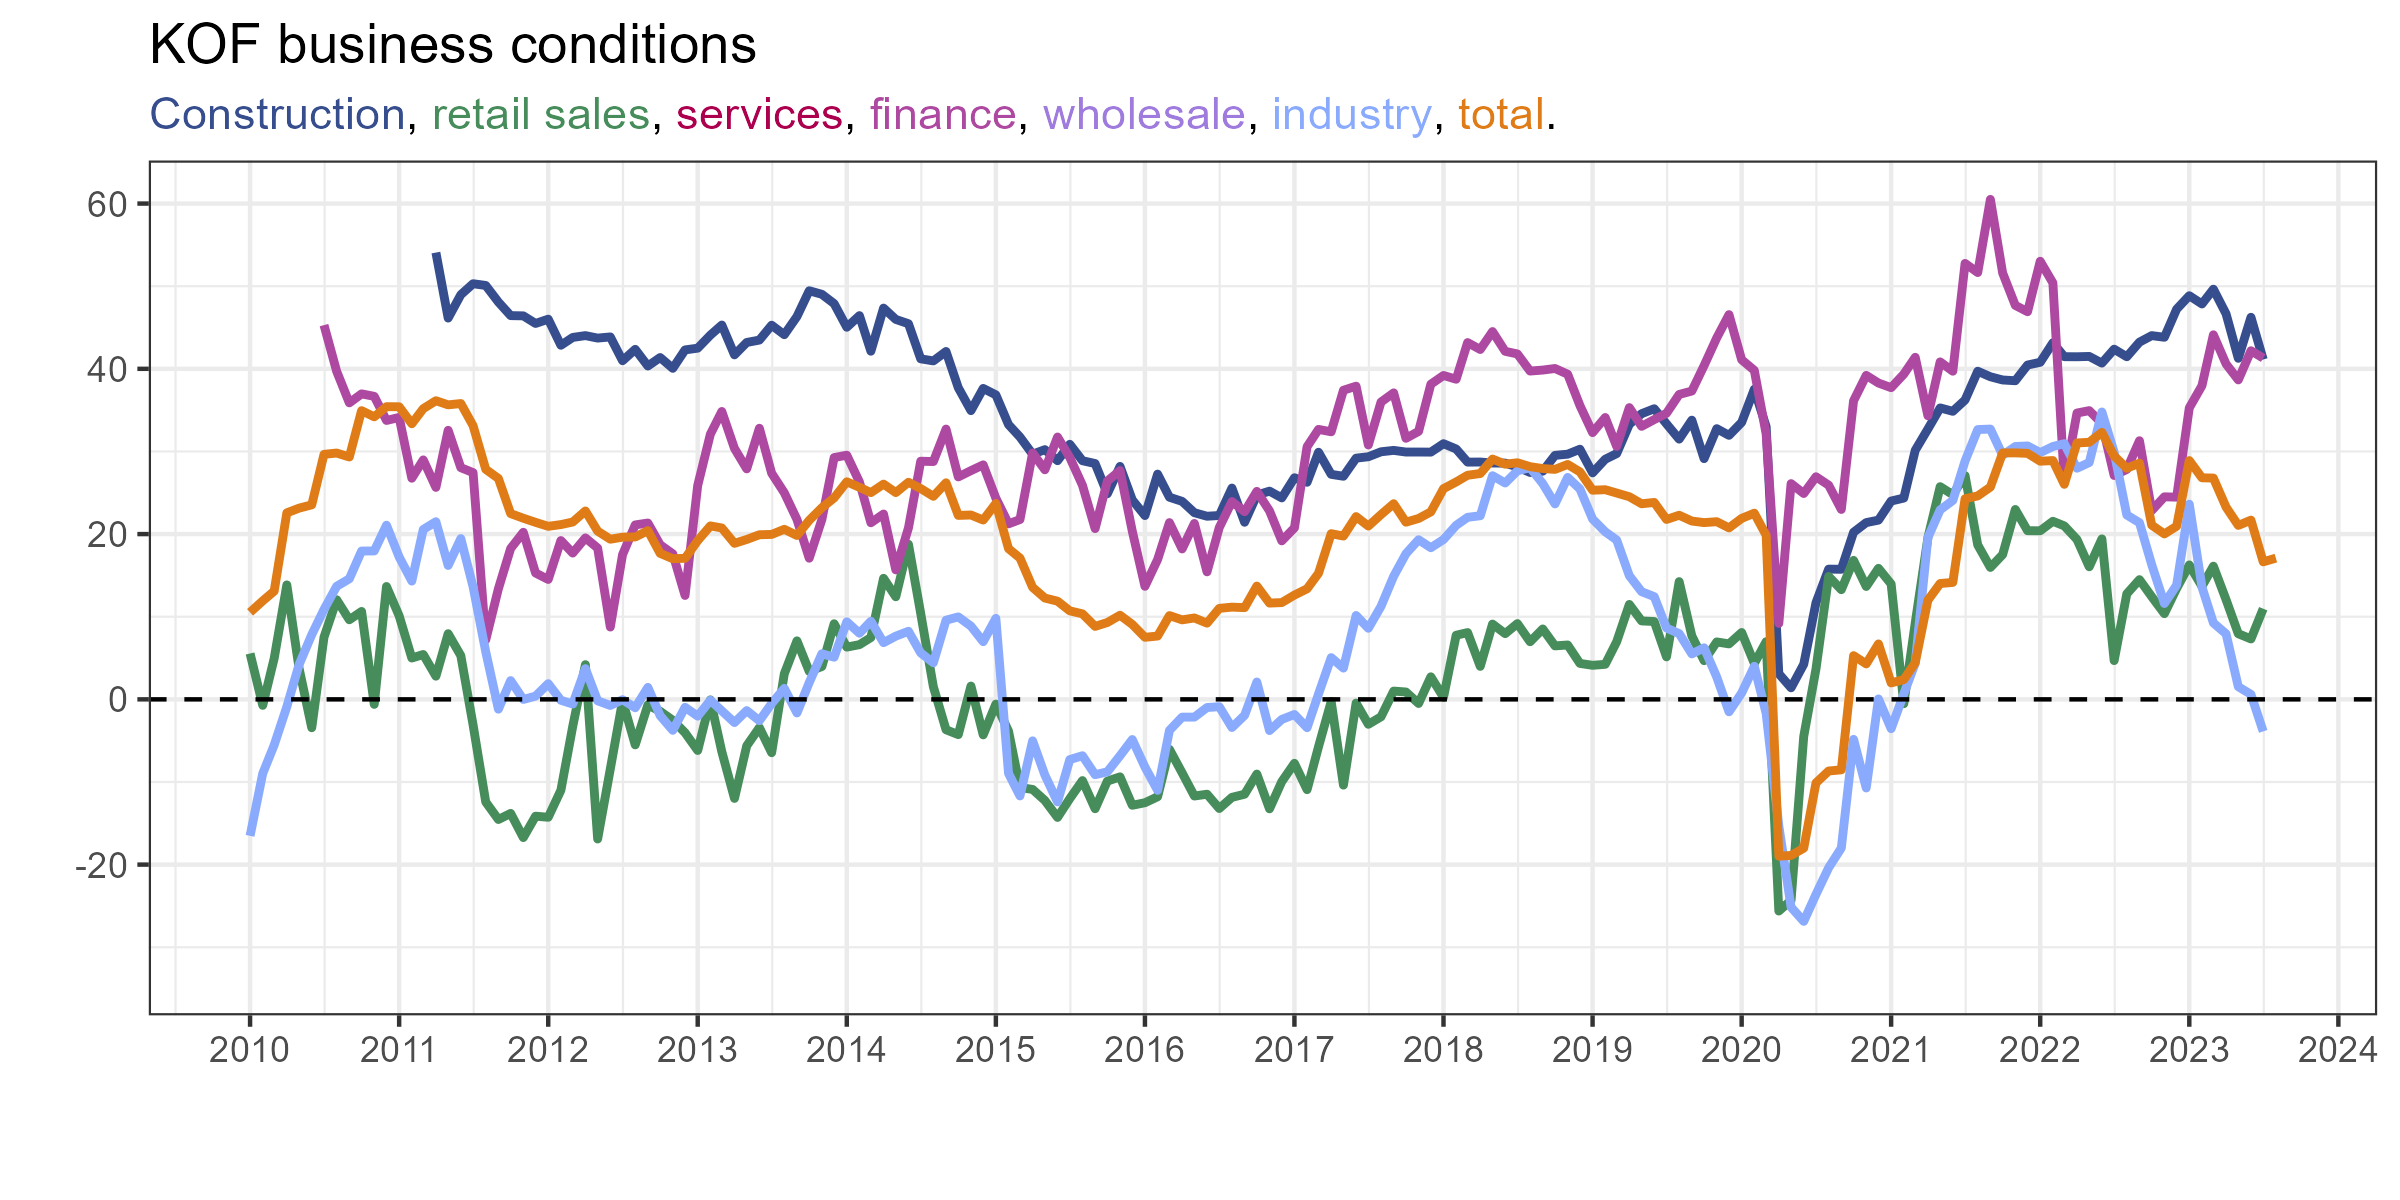 KOF business conditions
Construction, retail sales, services, finance, wholesale, industry, total.
60
40
20
0
-20
2010 2011 2012 2013 2014 2015 2016 2017 2018 2019 2020 2021 2022 2023 2024